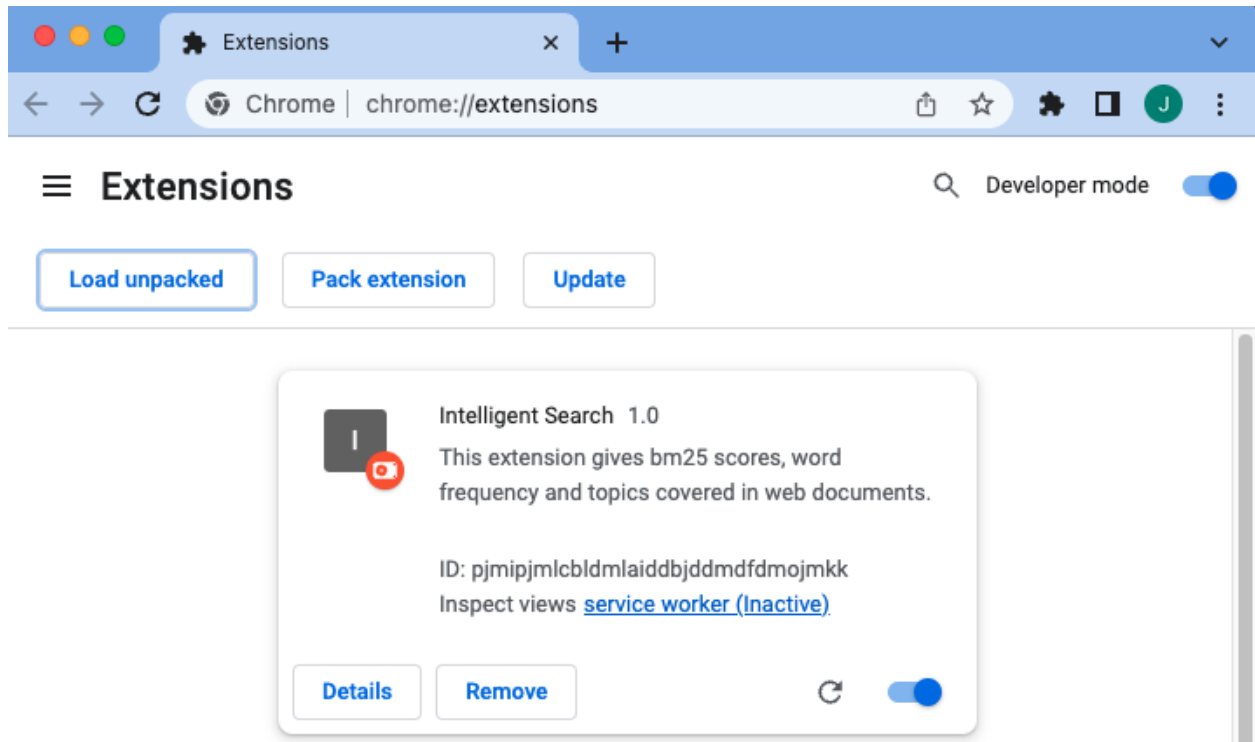 Extensions
Chrome chrome://extensions
J
Extensions
Developer mode
Load unpacked
Pack extension
Update
I
Intelligent Search 1.0
This extension gives bm25 scores, word
frequency and topics covered in web documents.
ID: pjmipjmlcbldmlaiddbjddmdfdmojmkk
Inspect views service worker (Inactive)
Details
Remove